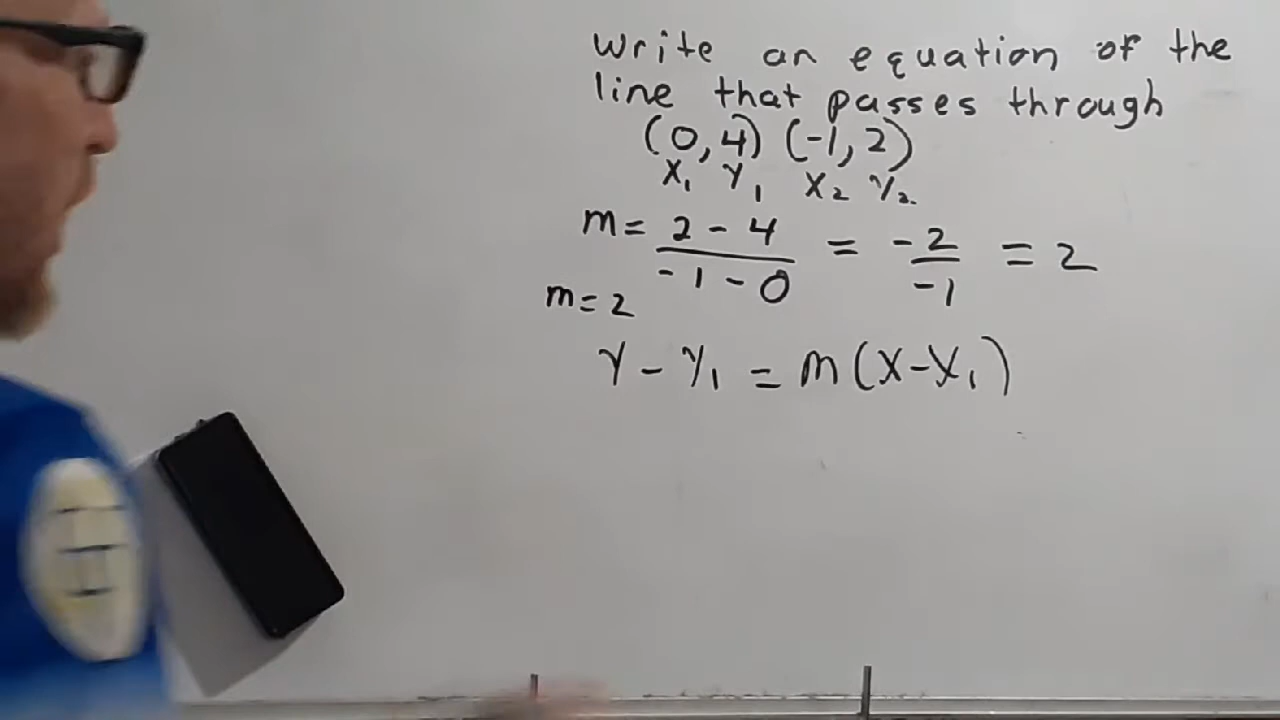 Write an equation of the
line that passes through
(0,4) (-1,2)
X₁ Y₁ X₂ Y₂
m = 2 - 4 / -1 - 0 = -2 / -1 = 2
m = 2
Y - Y₁ = m(X - X₁)